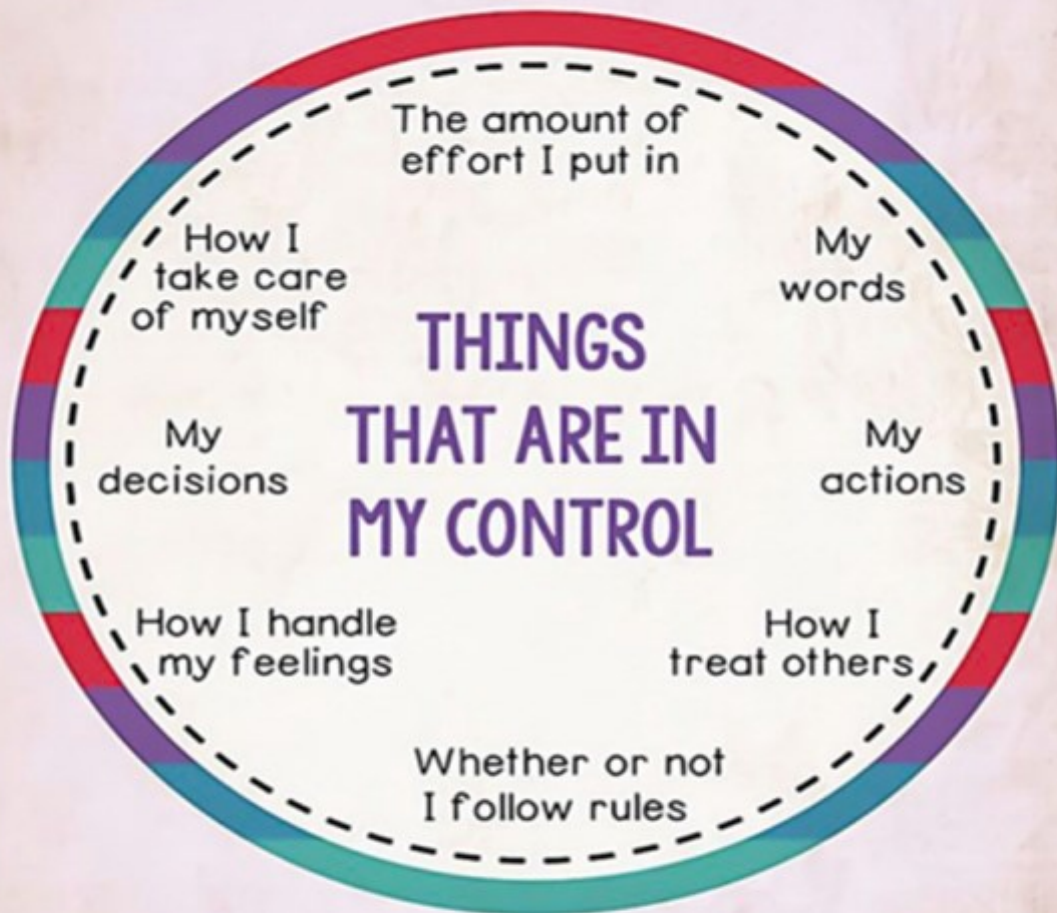 The amount of
effort I put in
My
words
My
actions
How I
treat others
Whether or not
I follow rules
How I handle
my feelings
My
decisions
How I
take care
of myself
THINGS
THAT ARE IN
MY CONTROL